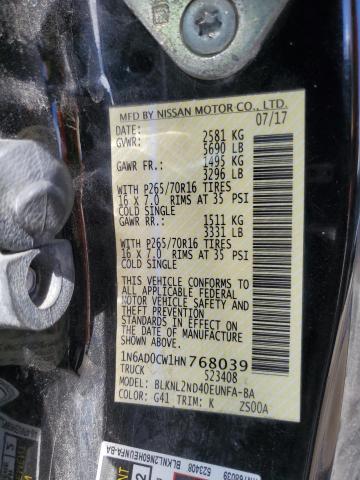 MFD BY NISSAN MOTOR CO., LTD.
DATE: 07/17
GVWR: 2581 KG
5690 LB
GAWR FR: 1495 KG
3296 LB
WITH P265/70R16 TIRES
16 X 7.0 RIMS AT 35 PSI
COLD SINGLE
GAWR RR: 1511 KG
3331 LB
WITH P265/70R16 TIRES
16 X 7.0 RIMS AT 35 PSI
COLD SINGLE
THIS VEHICLE CONFORMS TO ALL
APPLICABLE FEDERAL MOTOR
VEHICLE SAFETY AND THEFT PREVENTION
STANDARDS IN EFFECT ON
THE DATE OF MANUFACTURE
SHOWN ABOVE.
1N6AD0CW1HN768039
TRUCK 523408
MODEL: BLKNL2ND40EUNFA-BA
COLOR: G41 TRIM: K ZS00A
523408 BLKNL2N60HEUNFA-BA